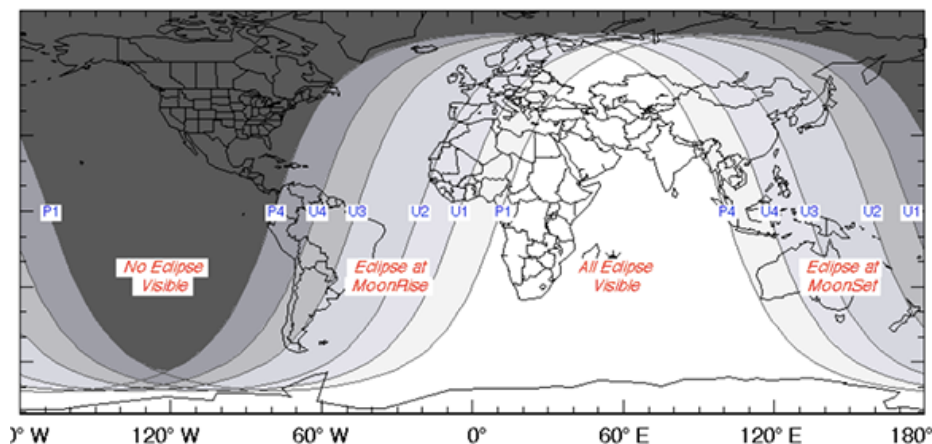 P1 P4 U4 U3 U2 U1 P1 P4 U4 U3 U2 U1
No Eclipse
Visible
Eclipse at
MoonRise
All Eclipse
Visible
Eclipse at
MoonSet
0° W 120° W 60° W 0° 60° E 120° E 180°